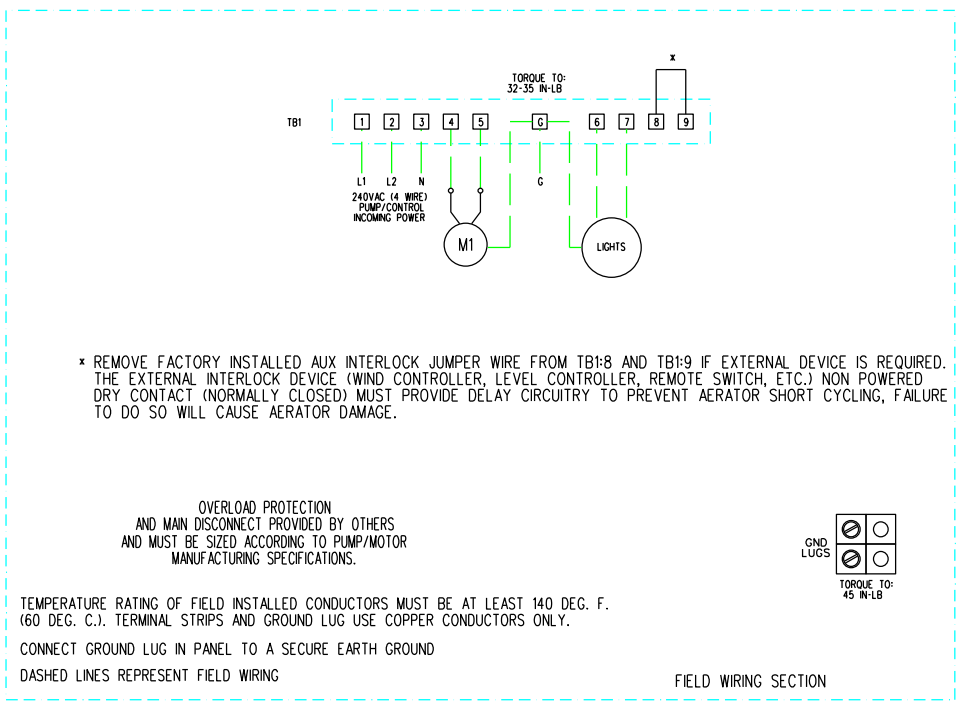 *
TORQUE TO:
32-35 IN-LB
TB1
1 2 3 4 5 G 6 7 8 9
L1 L2 N G
240VAC (4 WIRE)
PUMP/CONTROL
INCOMING POWER
M1
LIGHTS
* REMOVE FACTORY INSTALLED AUX INTERLOCK JUMPER WIRE FROM TB1:8 AND TB1:9 IF EXTERNAL DEVICE IS REQUIRED.
THE EXTERNAL INTERLOCK DEVICE (WIND CONTROLLER, LEVEL CONTROLLER, REMOTE SWITCH, ETC.) NON POWERED
DRY CONTACT (NORMALLY CLOSED) MUST PROVIDE DELAY CIRCUITRY TO PREVENT AERATOR SHORT CYCLING, FAILURE
TO DO SO WILL CAUSE AERATOR DAMAGE.
OVERLOAD PROTECTION
AND MAIN DISCONNECT PROVIDED BY OTHERS
AND MUST BE SIZED ACCORDING TO PUMP/MOTOR
MANUFACTURING SPECIFICATIONS.
GND
LUGS
TORQUE TO:
45 IN-LB
TEMPERATURE RATING OF FIELD INSTALLED CONDUCTORS MUST BE AT LEAST 140 DEG. F.
(60 DEG. C.). TERMINAL STRIPS AND GROUND LUG USE COPPER CONDUCTORS ONLY.
CONNECT GROUND LUG IN PANEL TO A SECURE EARTH GROUND
DASHED LINES REPRESENT FIELD WIRING
FIELD WIRING SECTION